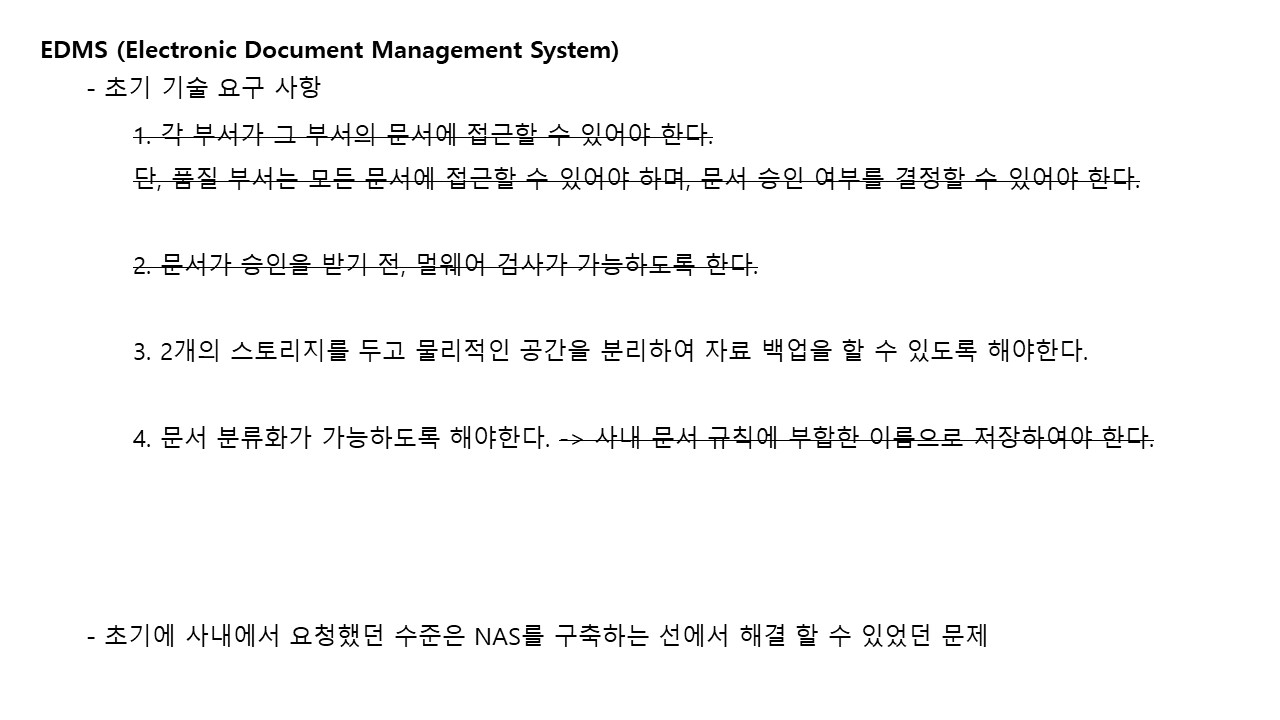 EDMS (Electronic Document Management System)
- 초기 기술 요구 사항
1. 각 부서가 그 부서의 문서에 접근할 수 있어야 한다.
단, 품질 부서는 모든 문서에 접근할 수 있어야 하며, 문서 승인 여부를 결정할 수 있어야 한다.
2. 문서가 승인을 받기 전, 멀웨어 검사가 가능하도록 한다.
3. 2개의 스토리지를 두고 물리적인 공간을 분리하여 자료 백업을 할 수 있도록 해야한다.
4. 문서 분류화가 가능하도록 해야한다. -> 사내 문서 규칙에 부합한 이름으로 저장하여야 한다.
- 초기에 사내에서 요청했던 수준은 NAS를 구축하는 선에서 해결 할 수 있었던 문제